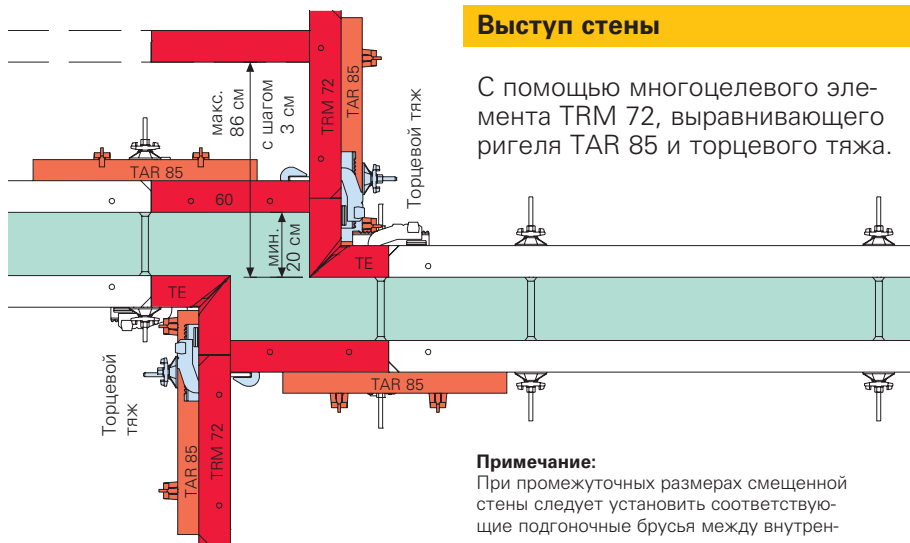 Выступ стены
С помощью многоцелевого эле-
мента TRM 72, выравнивающего
ригеля TAR 85 и торцевого тяжа.
макс.
86 см
с шагом
3 см
TRM 72
TAR 85
Торцевой тяж
TAR 85
60
мин.
20 см
TE
TE
Торцевой
тяж
TAR 85
TRM 72
TAR 85
Примечание:
При промежуточных размерах смещенной
стены следует установить соответствую-
щие подгоночные брусья между внутрен-